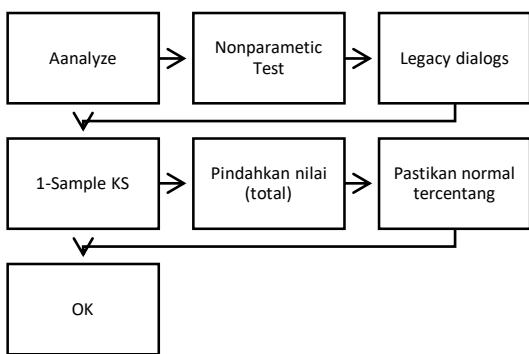 Aanalyze
Nonparametic
Test
Legacy dialogs
1-Sample KS
Pindahkan nilai
(total)
Pastikan normal
tercentang
OK